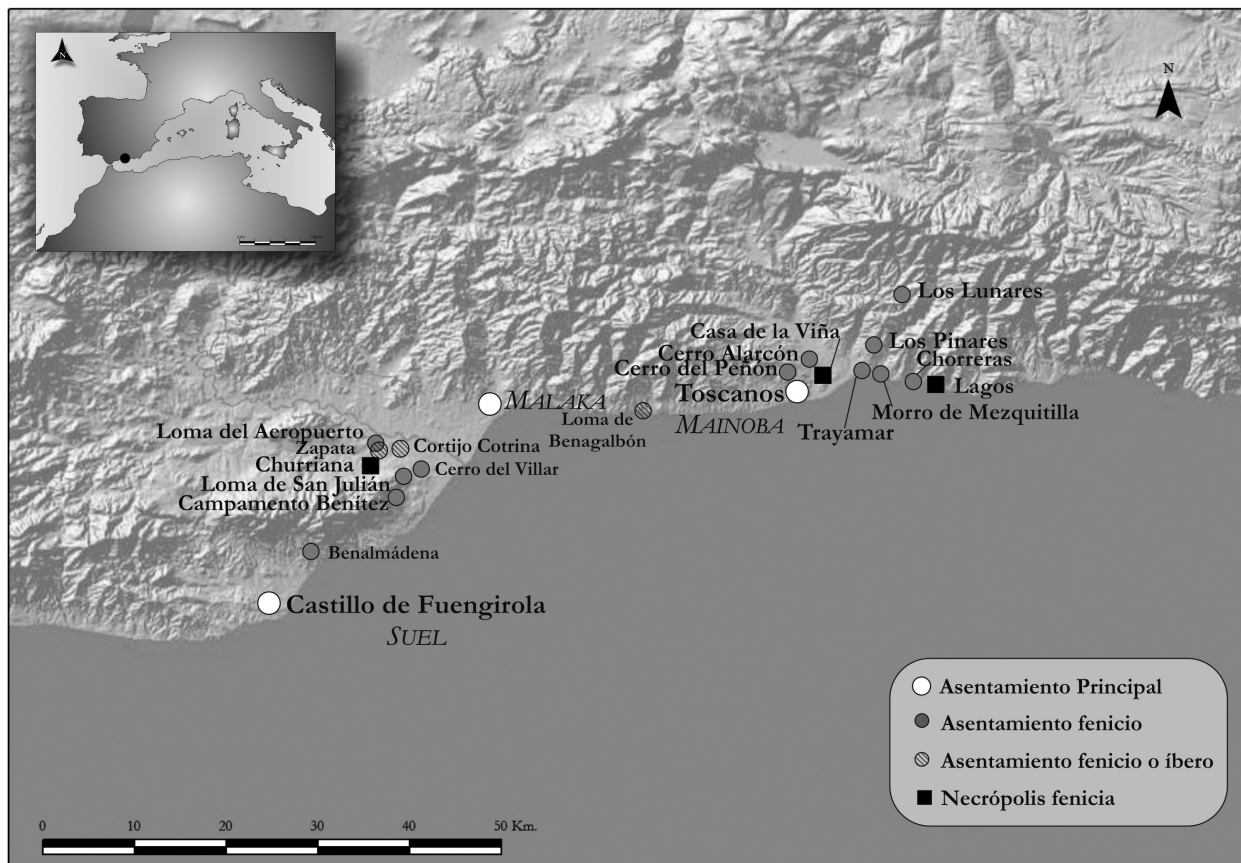 N
N
Los Lunares
Casa de la Viña
Los Pinares
Cerro Alarcón
Chorreras
Cerro del Peñón
Toscanos
Lagos
MALAKA
Loma de
Benagalbón
MAINOBA
Morro de Mezquitilla
Trayamar
Loma del Aeropuerto
Zapata
Cortijo Cotrina
Churriana
Cerro del Villar
Loma de San Julián
Campamento Benítez
Benalmádena
Castillo de Fuengirola
SUEL
Asentamiento Principal
Asentamiento fenicio
Asentamiento fenicio o íbero
Necrópolis fenicia
0 10 20 30 40 50 Km.